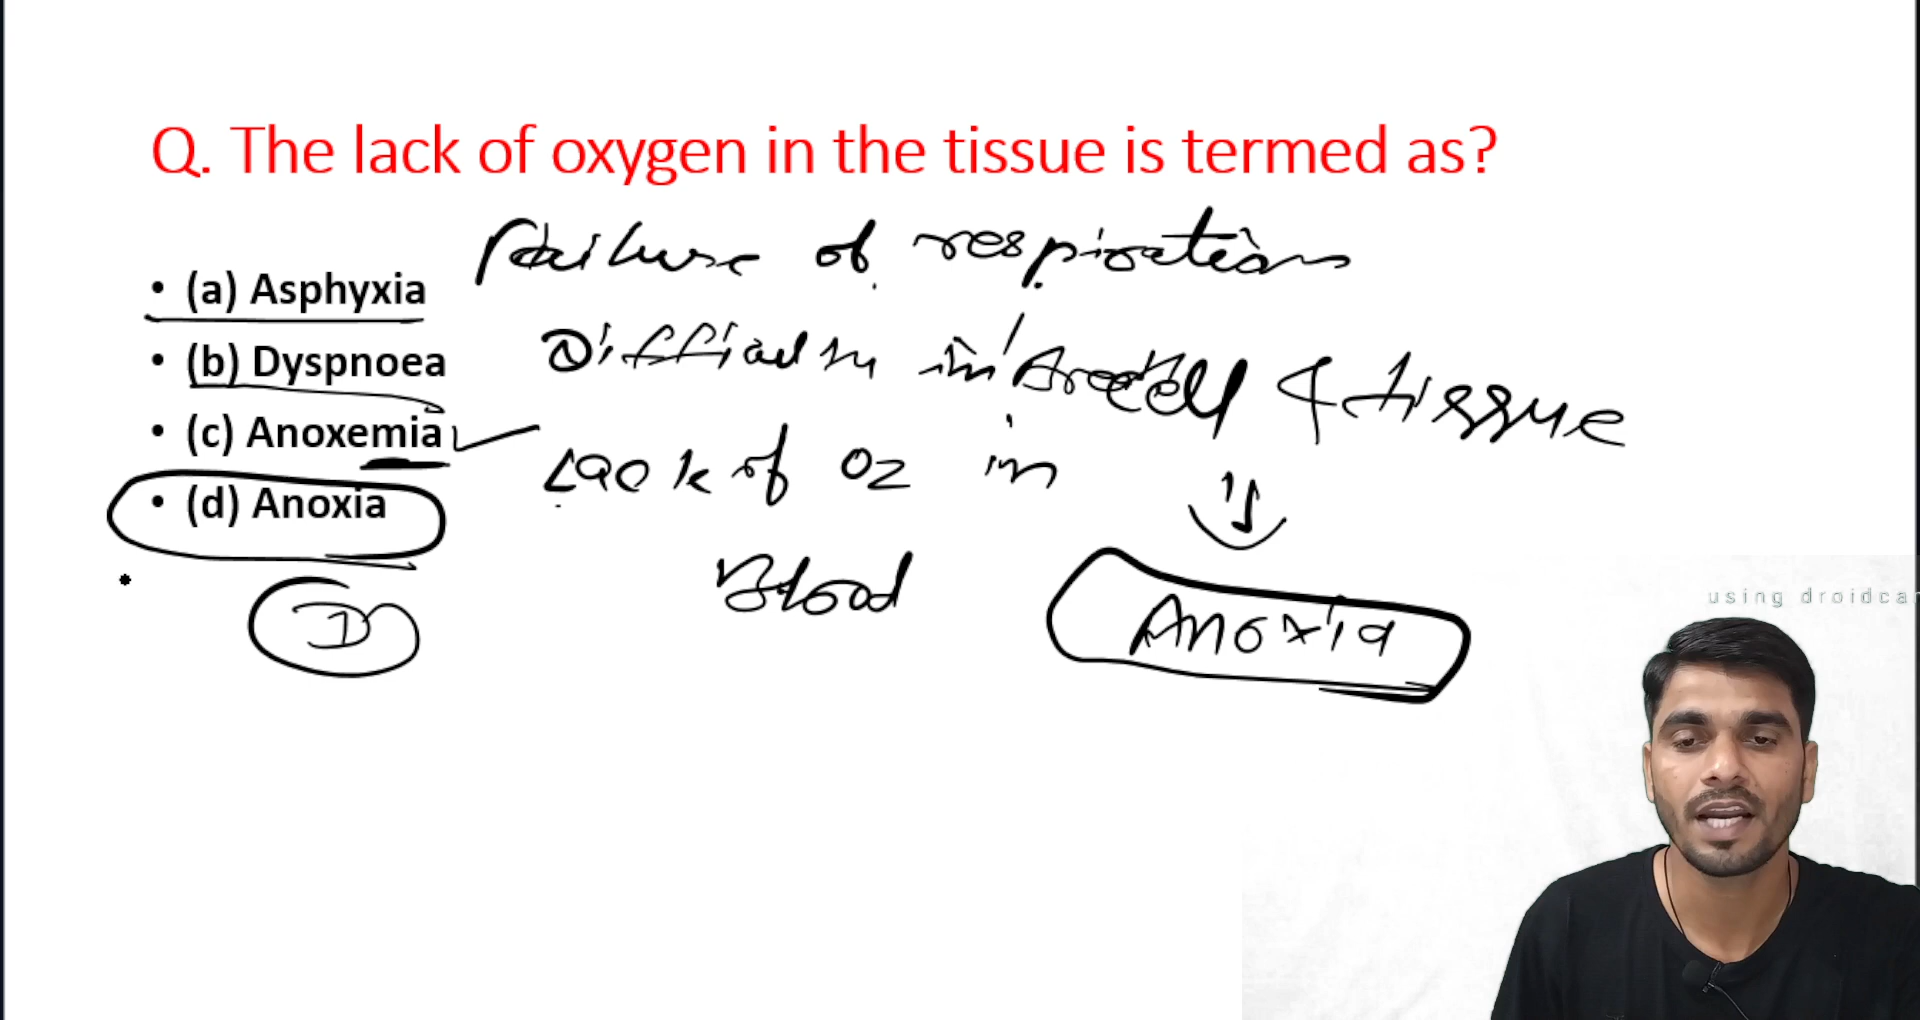 Q. The lack of oxygen in the tissue is termed as?
failure of respiration
• (a) Asphyxia
• (b) Dyspnoea
in cell & tissue
• (c) Anoxemia
Lack of O2 in
• (d) Anoxia
Blood
Anoxia
D
using droidca